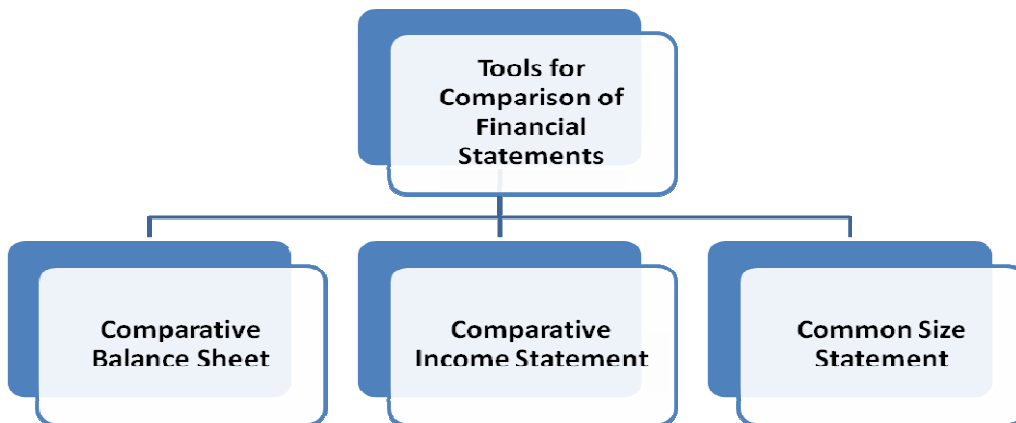 Tools for
Comparison of
Financial
Statements
Comparative
Balance Sheet
Comparative
Income Statement
Common Size
Statement